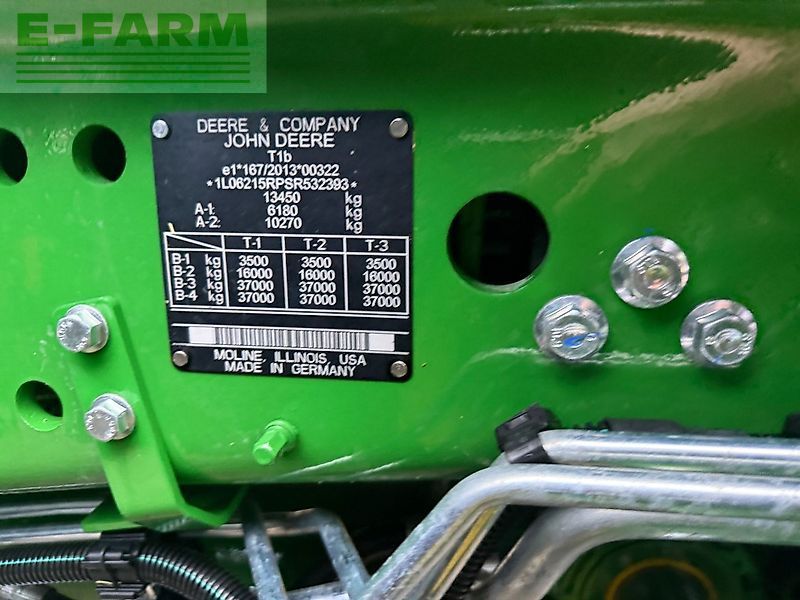 E-FARM
DEERE & COMPANY
JOHN DEERE
T1b
e1*167/2013*00322
*1L06215RPSR532393*
13450 kg
A-1: 6180 kg
A-2: 10270 kg
T-1 T-2 T-3
B-1 kg 3500 3500 3500
B-2 kg 16000 16000 16000
B-3 kg 37000 37000 37000
B-4 kg 37000 37000 37000
MOLINE, ILLINOIS, USA
MADE IN GERMANY